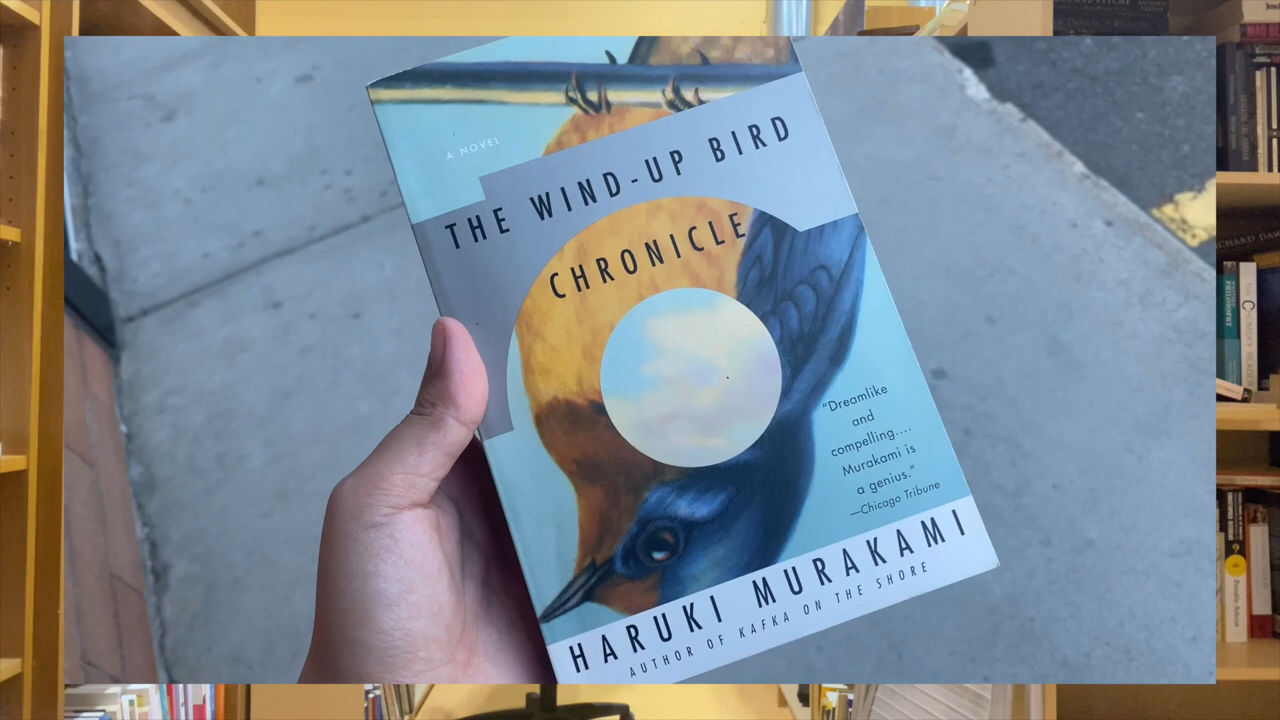 A NOVEL
THE WIND-UP BIRD
CHRONICLE
"Dreamlike
and
compelling....
Murakami is
a genius."
—Chicago Tribune
HARUKI MURAKAMI
AUTHOR OF KAFKA ON THE SHORE
PHILOSOPHY